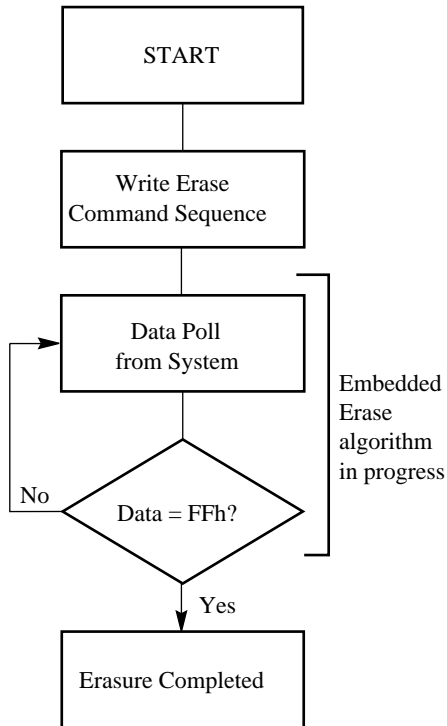 START
Write Erase
Command Sequence
Data Poll
from System
Embedded
Erase
algorithm
in progress
No
Data = FFh?
Yes
Erasure Completed